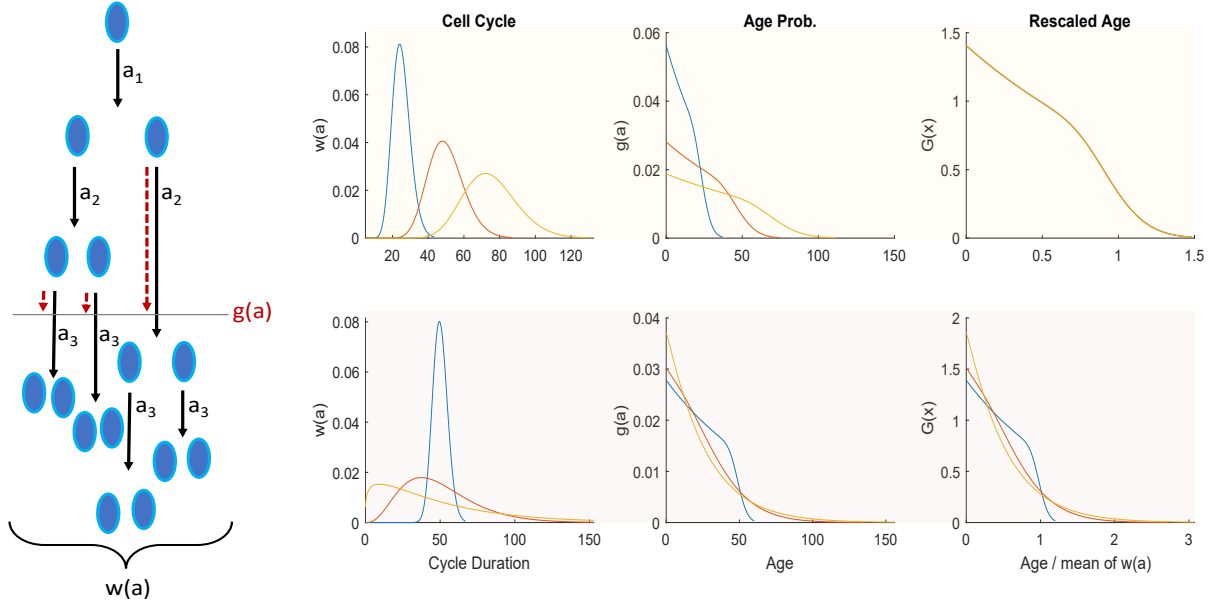 a1
a2
a2
g(a)
a3
a3
a3
a3
w(a)
Cell Cycle
w(a)
0.08
0.06
0.04
0.02
0
20 40 60 80 100 120
Age Prob.
g(a)
0.06
0.04
0.02
0
0 50 100 150
Rescaled Age
G(x)
1.5
1
0.5
0
0 0.5 1 1.5
w(a)
0.08
0.06
0.04
0.02
0
0 50 100 150
Cycle Duration
g(a)
0.04
0.03
0.02
0.01
0
0 50 100 150
Age
G(x)
2
1.5
1
0.5
0
0 1 2 3
Age / mean of w(a)